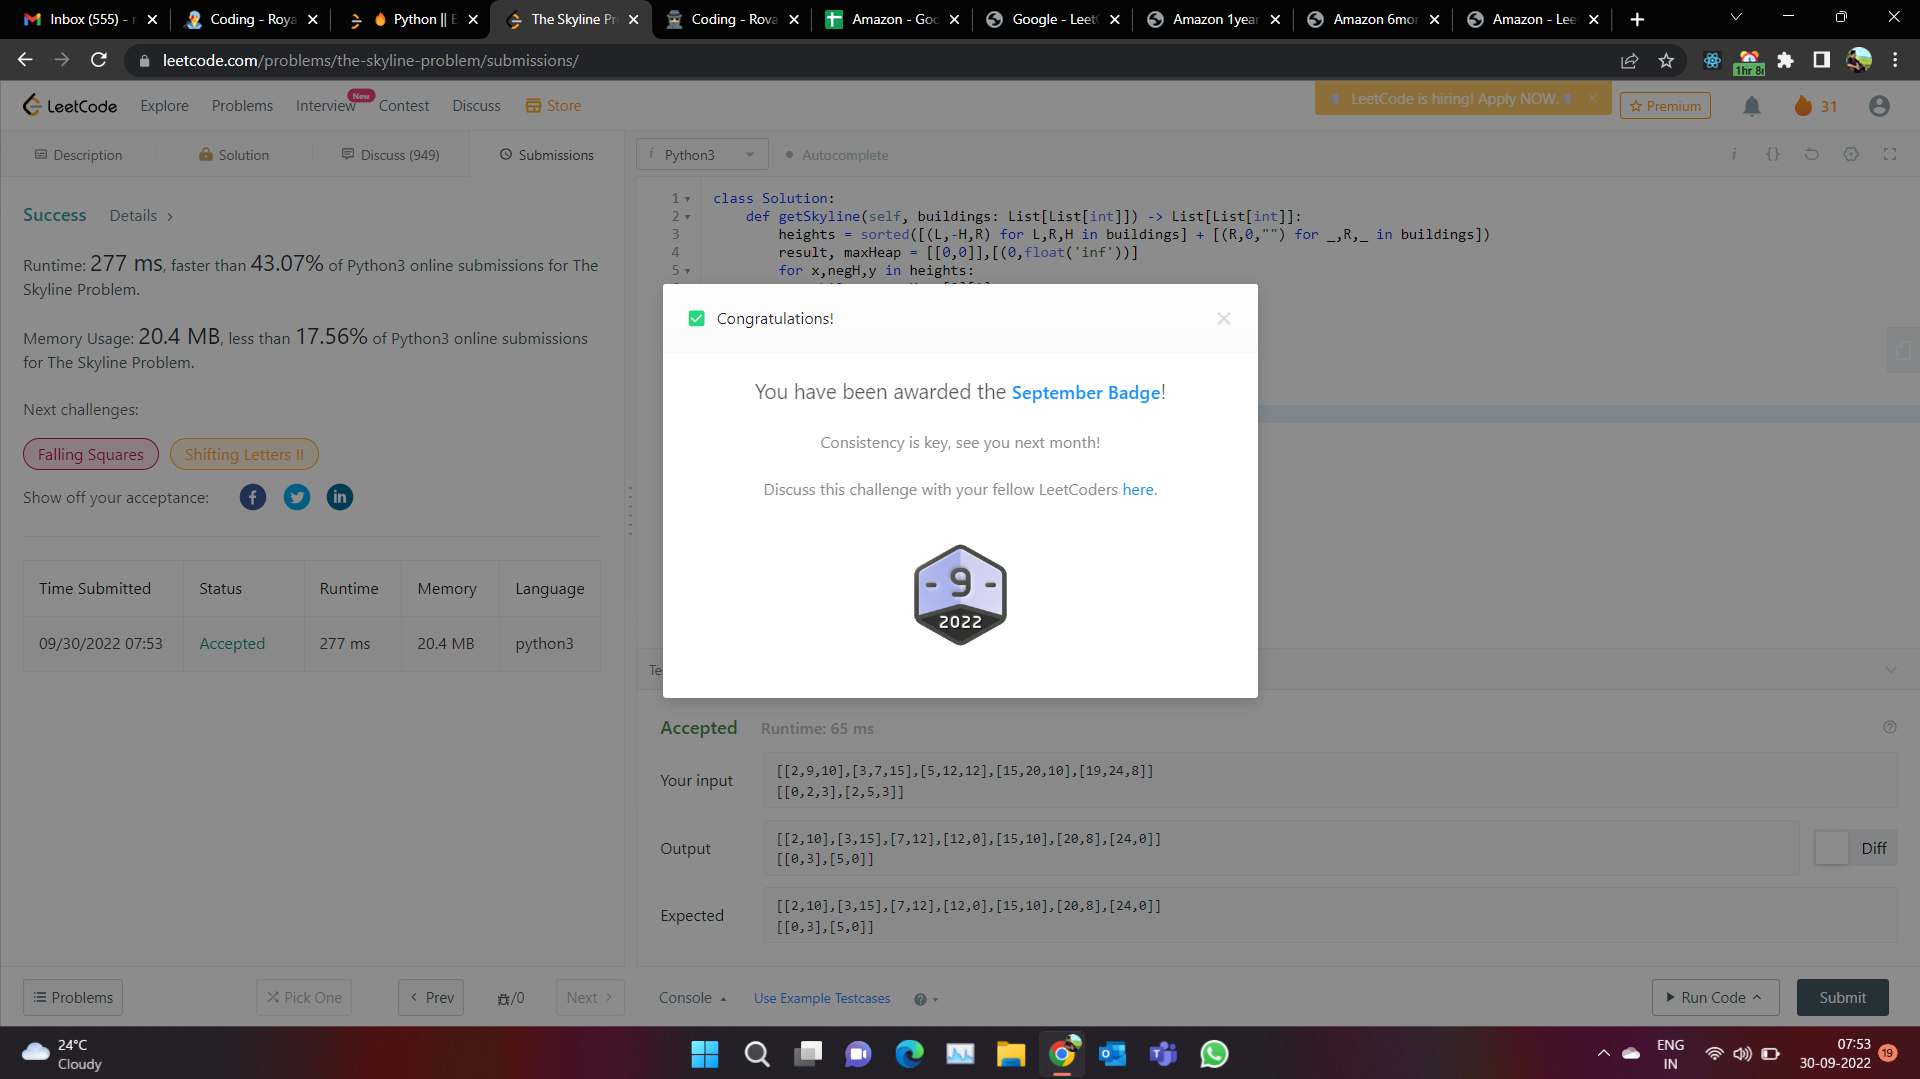 Inbox (555) - r
Coding - Roya
Python || E
The Skyline Pr
Coding - Rova
Amazon - Goo
Google - LeetC
Amazon 1year
Amazon 6mor
Amazon - Lee
leetcode.com/problems/the-skyline-problem/submissions/
1hr 8
LeetCode
Explore
Problems
Interview
New
Contest
Discuss
Store
LeetCode is hiring! Apply NOW.
Premium
31
Description
Solution
Discuss (949)
Submissions
i Python3
Autocomplete
i {}
Success Details >
Runtime: 277 ms, faster than 43.07% of Python3 online submissions for The
Skyline Problem.
Memory Usage: 20.4 MB, less than 17.56% of Python3 online submissions
for The Skyline Problem.
Next challenges:
Falling Squares
Shifting Letters II
Show off your acceptance:
f
in
Time Submitted Status Runtime Memory Language
09/30/2022 07:53 Accepted 277 ms 20.4 MB python3
1 class Solution:
2 def getSkyline(self, buildings: List[List[int]]) -> List[List[int]]:
3 heights = sorted([(L,-H,R) for L,R,H in buildings] + [(R,0,"") for _,R,_ in buildings])
4 result, maxHeap = [[0,0]],[(0,float('inf'))]
5 for x,negH,y in heights:
Congratulations!
You have been awarded the September Badge!
Consistency is key, see you next month!
Discuss this challenge with your fellow LeetCoders here.
- 9 -
2022
Te
Accepted Runtime: 65 ms
Your input
[[2,9,10],[3,7,15],[5,12,12],[15,20,10],[19,24,8]]
[[0,2,3],[2,5,3]]
Output
[[2,10],[3,15],[7,12],[12,0],[15,10],[20,8],[24,0]]
[[0,3],[5,0]]
Diff
Expected
[[2,10],[3,15],[7,12],[12,0],[15,10],[20,8],[24,0]]
[[0,3],[5,0]]
Problems
Pick One
< Prev
/0
Next >
Console
Use Example Testcases
Run Code
Submit
24°C
Cloudy
ENG
IN
07:53
30-09-2022
19